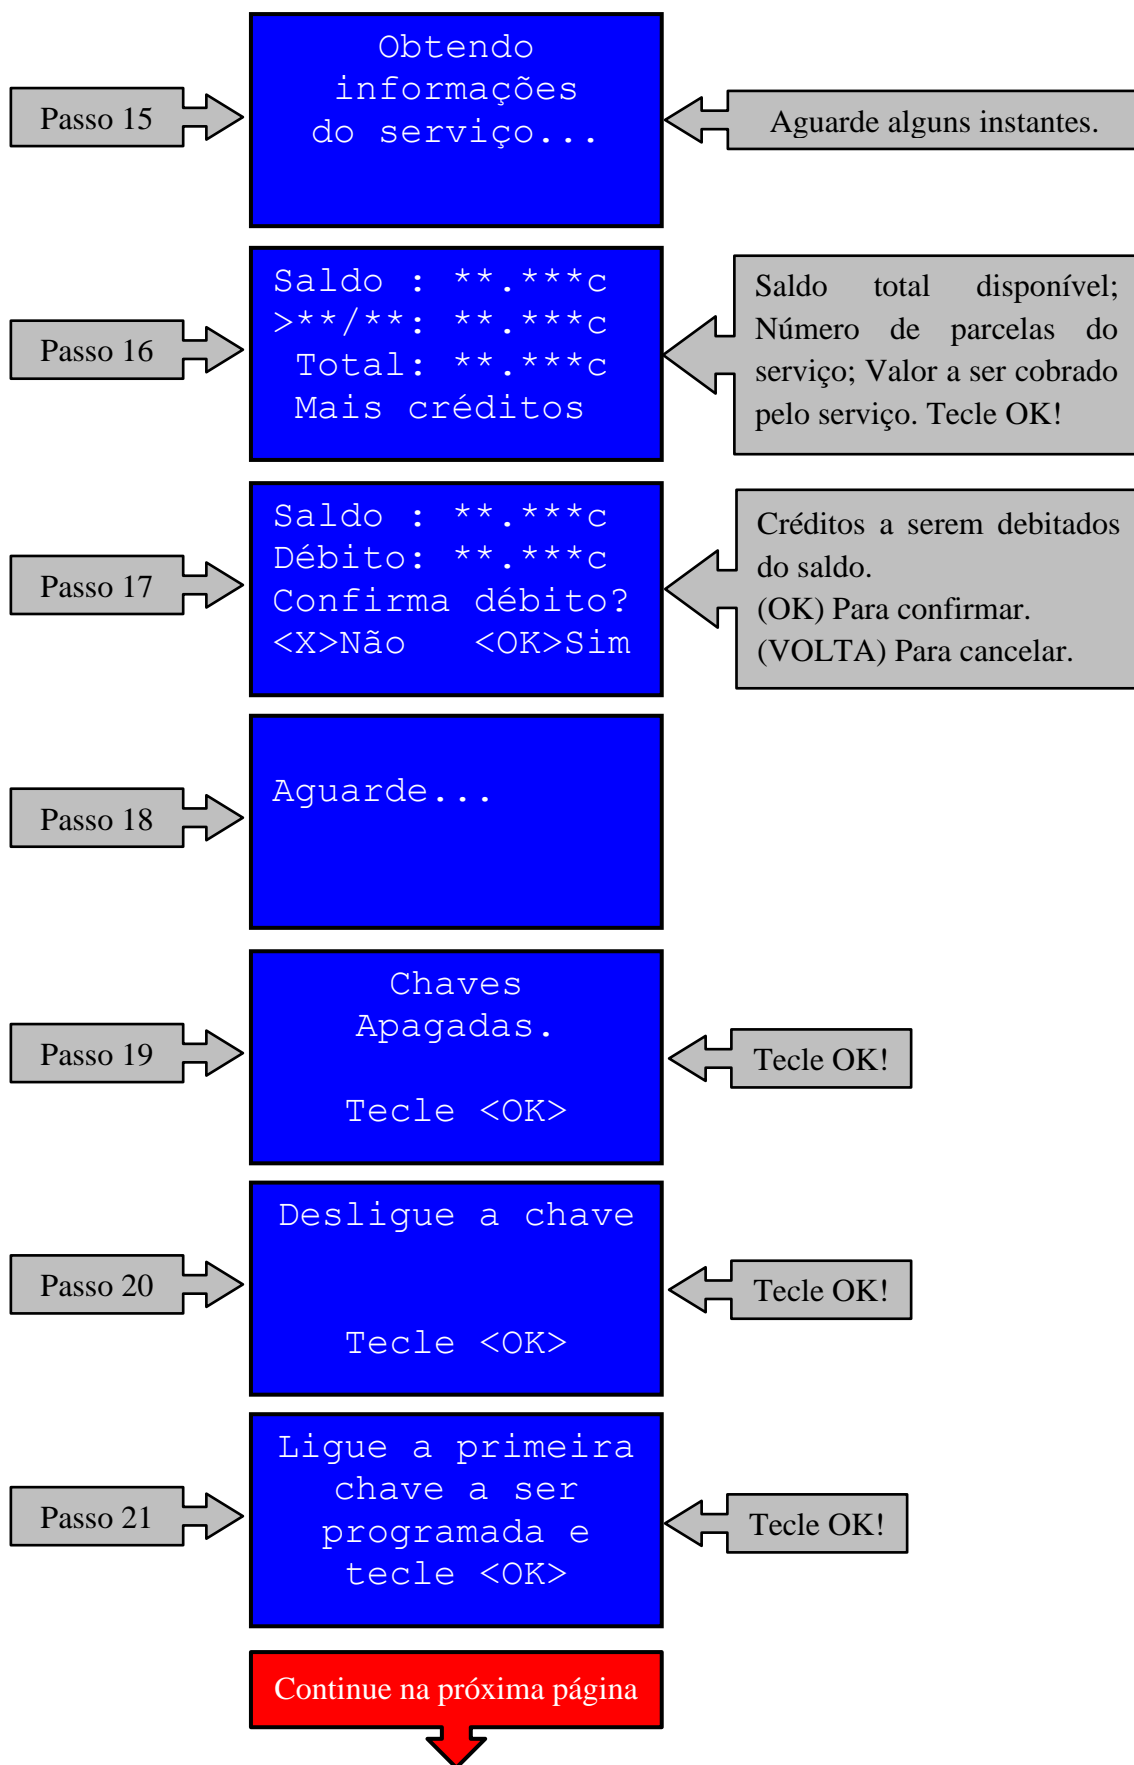 Passo 15
Obtendo
informações
do serviço...
Aguarde alguns instantes.
Passo 16
Saldo : **.***c
>**/**: **.***c
Total: **.***c
Mais créditos
Saldo total disponível;
Número de parcelas do
serviço; Valor a ser cobrado
pelo serviço. Tecle OK!
Passo 17
Saldo : **.***c
Débito: **.***c
Confirma débito?
<X>Não <OK>Sim
Créditos a serem debitados
do saldo.
(OK) Para confirmar.
(VOLTA) Para cancelar.
Passo 18
Aguarde...
Passo 19
Chaves
Apagadas.
Tecle <OK>
Tecle OK!
Passo 20
Desligue a chave
Tecle <OK>
Tecle OK!
Passo 21
Ligue a primeira
chave a ser
programada e
tecle <OK>
Tecle OK!
Continue na próxima página